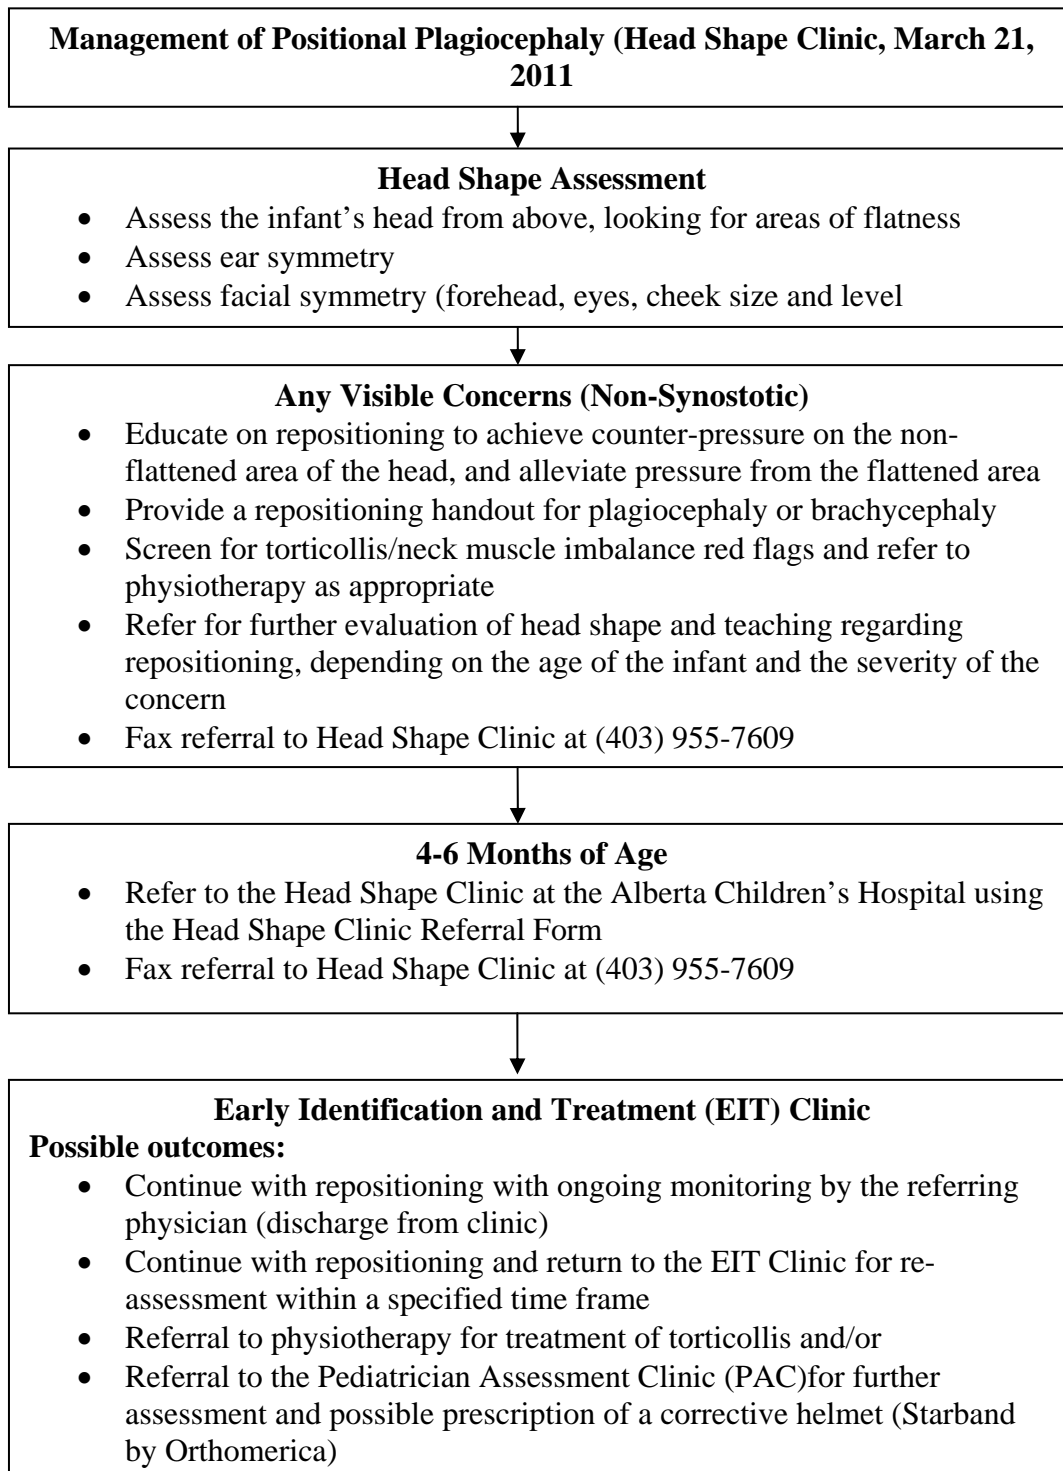 Management of Positional Plagiocephaly (Head Shape Clinic, March 21,
2011
Head Shape Assessment
• Assess the infant’s head from above, looking for areas of flatness
• Assess ear symmetry
• Assess facial symmetry (forehead, eyes, cheek size and level
Any Visible Concerns (Non-Synostotic)
• Educate on repositioning to achieve counter-pressure on the non-
flattened area of the head, and alleviate pressure from the flattened area
• Provide a repositioning handout for plagiocephaly or brachycephaly
• Screen for torticollis/neck muscle imbalance red flags and refer to
physiotherapy as appropriate
• Refer for further evaluation of head shape and teaching regarding
repositioning, depending on the age of the infant and the severity of the
concern
• Fax referral to Head Shape Clinic at (403) 955-7609
4-6 Months of Age
• Refer to the Head Shape Clinic at the Alberta Children’s Hospital using
the Head Shape Clinic Referral Form
• Fax referral to Head Shape Clinic at (403) 955-7609
Early Identification and Treatment (EIT) Clinic
Possible outcomes:
• Continue with repositioning with ongoing monitoring by the referring
physician (discharge from clinic)
• Continue with repositioning and return to the EIT Clinic for re-
assessment within a specified time frame
• Referral to physiotherapy for treatment of torticollis and/or
• Referral to the Pediatrician Assessment Clinic (PAC)for further
assessment and possible prescription of a corrective helmet (Starband
by Orthomerica)